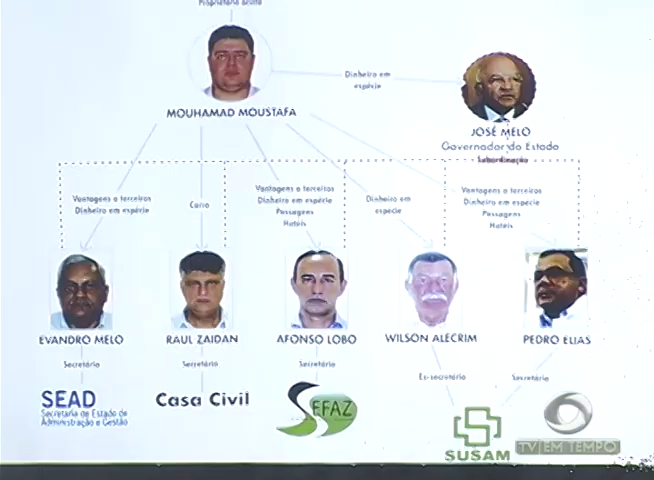 Proprietário oculto
MOUHAMAD MOUSTAFA
Dinheiro em
espécie
JOSÉ MELO
Governador do Estado
Subordinação
Vantagens a terceiros
Dinheiro em espécie
Carro
Vantagens a terceiros
Dinheiro em espécie
Passagens
Hotéis
Dinheiro em
espécie
Vantagens a terceiros
Dinheiro em espécie
Passagens
Hotéis
EVANDRO MELO
RAUL ZAIDAN
AFONSO LOBO
WILSON ALECRIM
PEDRO ELIAS
Secretário
Secretário
Secretário
Ex-secretário
Secretário
SEAD
Secretaria de Estado de
Administração e Gestão
Casa Civil
SEFAZ
SUSAM
TV EM TEMPO